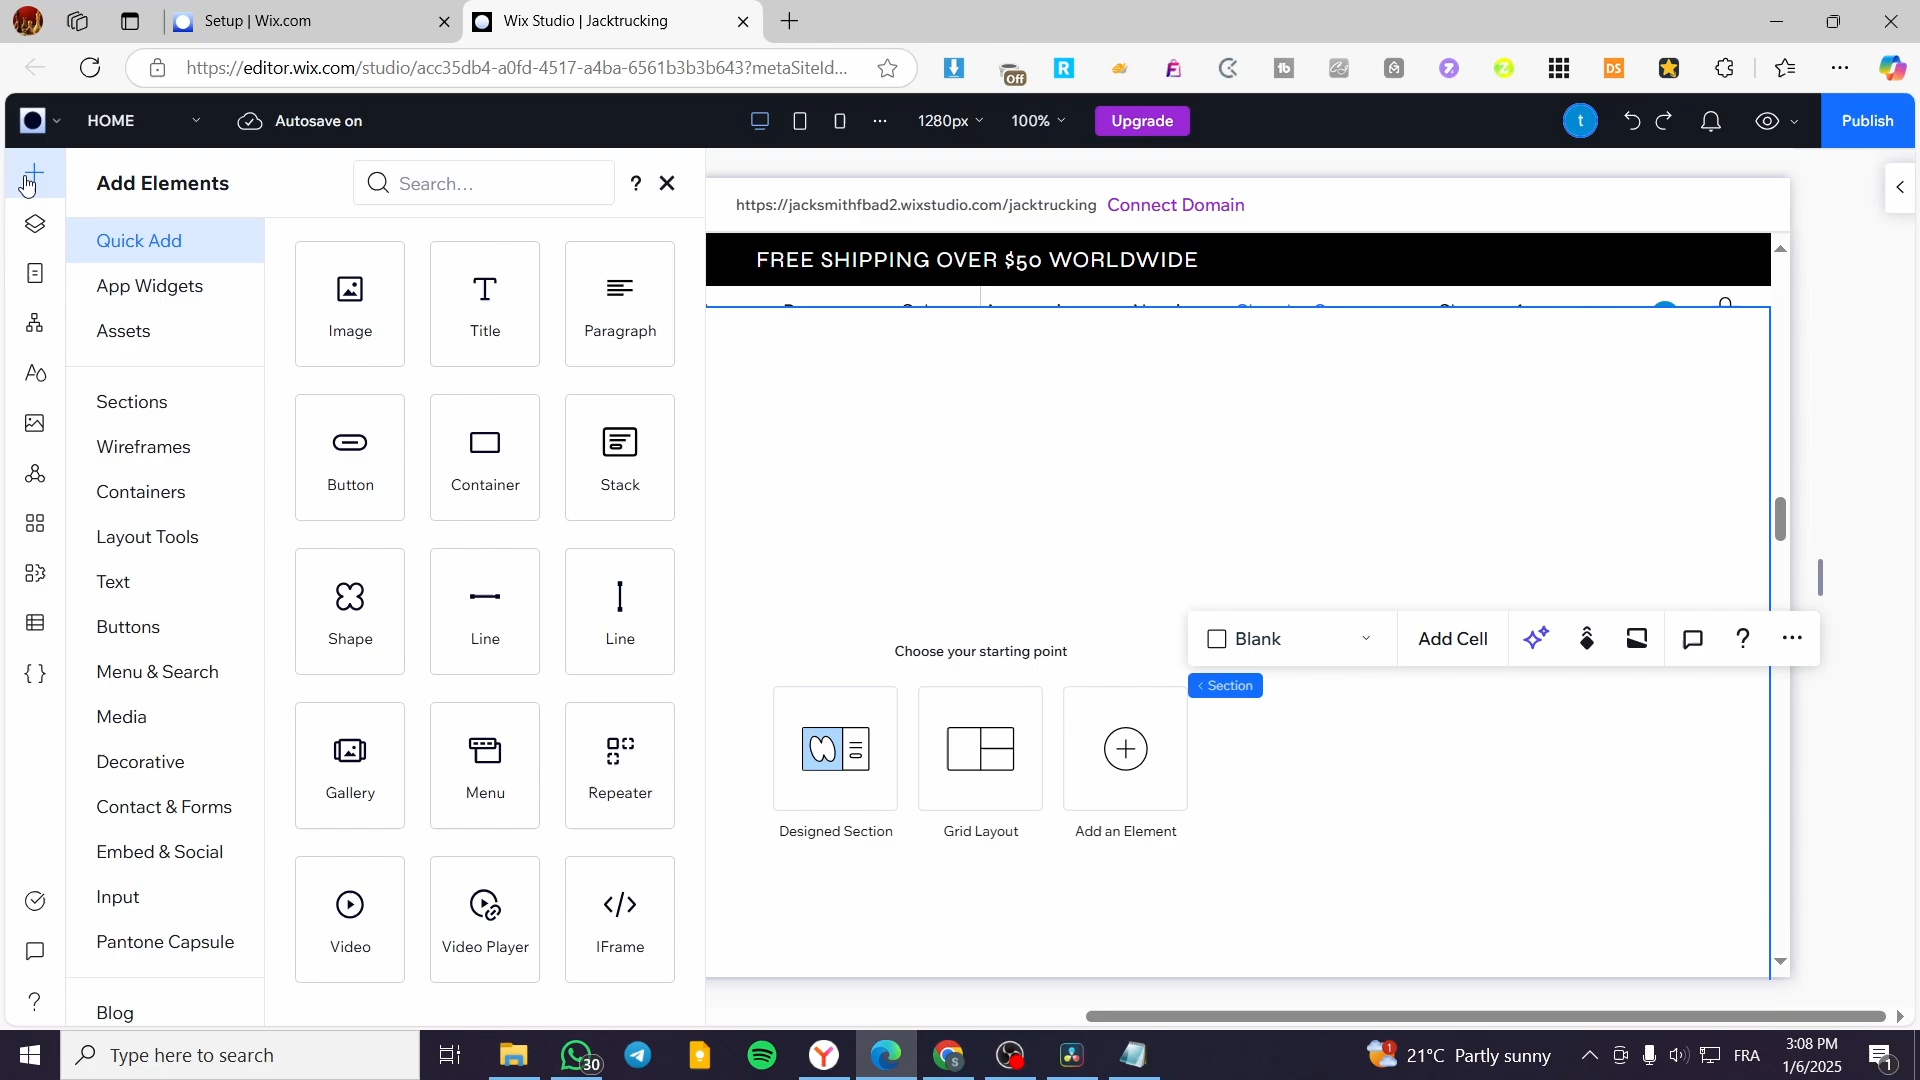 Setup | Wix.com
Wix Studio | Jacktrucking
https://editor.wix.com/studio/acc35db4-a0fd-4517-a4ba-6561b3b3b643?metaSiteId...
Off
R
tb
DS
HOME
Autosave on
1280px
100%
Upgrade
t
Publish
Add Elements
Search...
?
https://jacksmithfbad2.wixstudio.com/jacktrucking
Connect Domain
FREE SHIPPING OVER $50 WORLDWIDE
Quick Add
App Widgets
Assets
Sections
Wireframes
Containers
Layout Tools
Text
Buttons
Menu & Search
Media
Decorative
Contact & Forms
Embed & Social
Input
Pantone Capsule
Blog
Image
Title
Paragraph
Button
Container
Stack
Shape
Line
Line
Gallery
Menu
Repeater
Video
Video Player
IFrame
Choose your starting point
Blank
Add Cell
?
< Section
Designed Section
Grid Layout
Add an Element
?
Type here to search
30
1
21°C Partly sunny
FRA
3:08 PM
1/6/2025
1